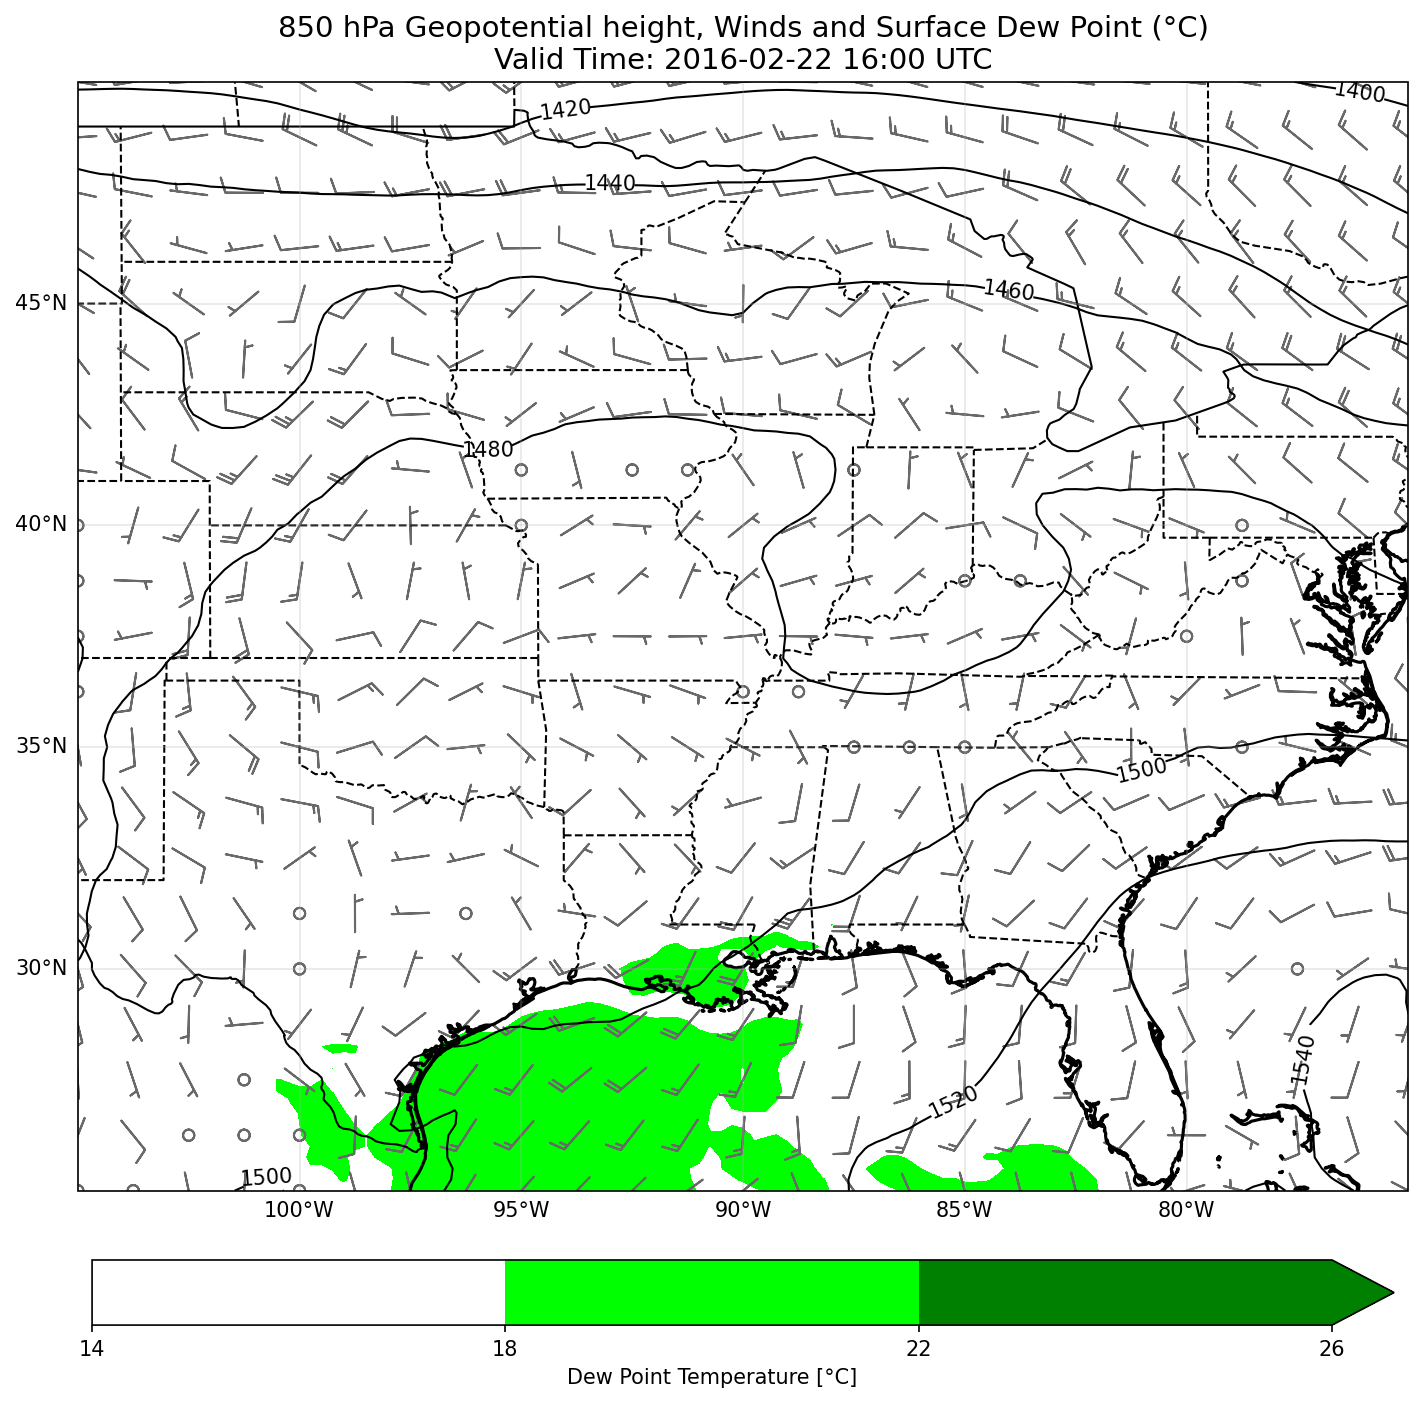 850 hPa Geopotential height, Winds and Surface Dew Point (°C)
Valid Time: 2016-02-22 16:00 UTC
1400
1420
1440
1460
45°N
1480
40°N
35°N
1500
30°N
1540
1520
1500
100°W 95°W 90°W 85°W 80°W
14 18 22 26
Dew Point Temperature [°C]